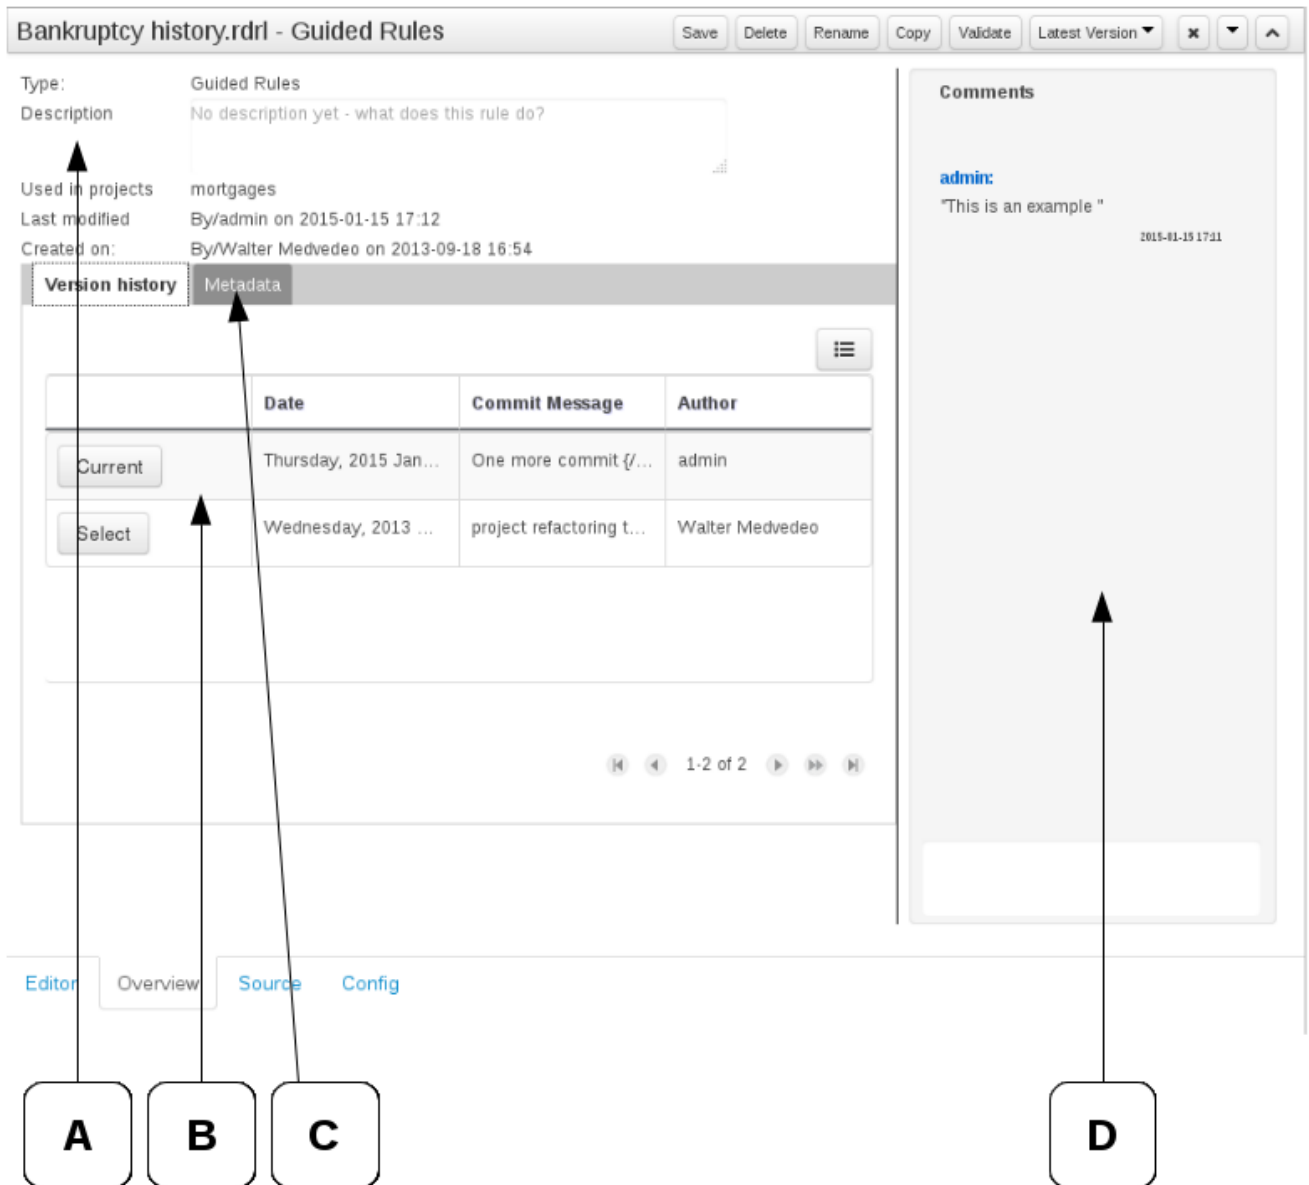 Bankruptcy history.rdrl - Guided Rules Save Delete Rename Copy Validate Latest Version
Type: Guided Rules
Description No description yet - what does this rule do?
Used in projects mortgages
Last modified By/admin on 2015-01-15 17:12
Created on: By/Walter Medvedeo on 2013-09-18 16:54
Version history Metadata
Date Commit Message Author
Current Thursday, 2015 Jan... One more commit {/... admin
Select Wednesday, 2013 ... project refactoring t... Walter Medvedeo
1-2 of 2
Comments
admin:
"This is an example "
2015-01-15 17:11
Editor Overview Source Config
A B C D